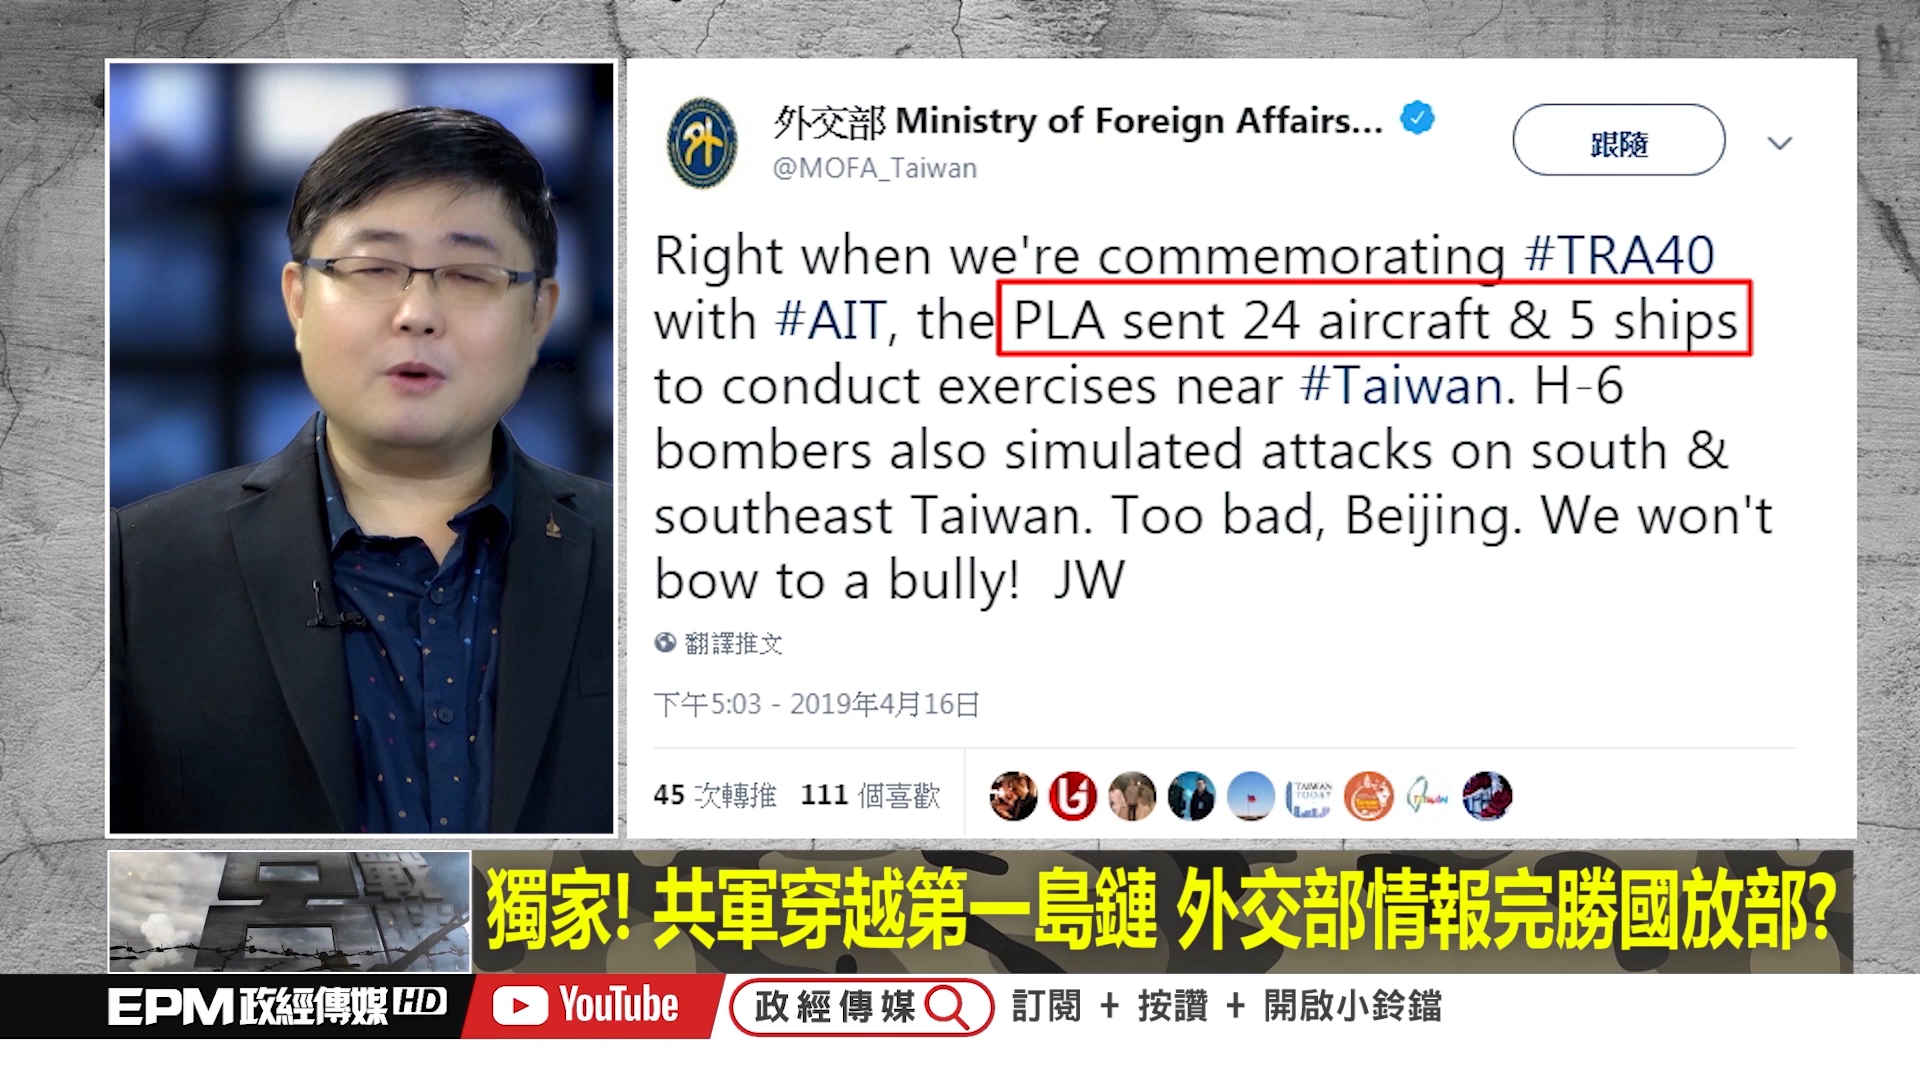 外交部 Ministry of Foreign Affairs...
@MOFA_Taiwan
跟隨
Right when we're commemorating #TRA40
with #AIT, the PLA sent 24 aircraft & 5 ships
to conduct exercises near #Taiwan. H-6
bombers also simulated attacks on south &
southeast Taiwan. Too bad, Beijing. We won't
bow to a bully!  JW
翻譯推文
下午5:03 - 2019年4月16日
45 次轉推 111 個喜歡
TAIWAN
TODAY
獨家! 共軍穿越第一島鏈 外交部情報完勝國放部?
EPM政經傳媒HD
YouTube
政經傳媒
訂閱 + 按讚 + 開啟小鈴鐺